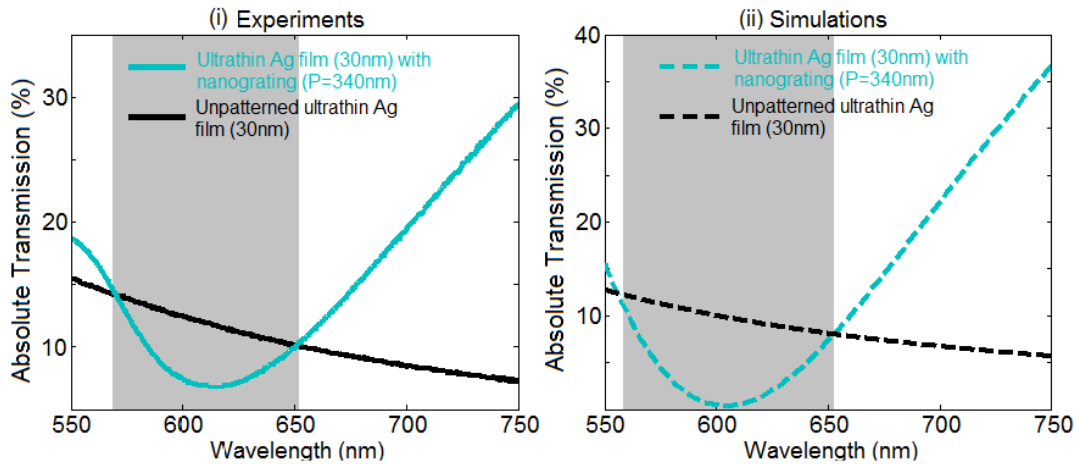 (i) Experiments
Absolute Transmission (%)
30
20
10
Ultrathin Ag film (30nm) with
nanograting (P=340nm)
Unpatterned ultrathin Ag
film (30nm)
550
600
650
700
750
Wavelength (nm)
(ii) Simulations
Absolute Transmission (%)
40
30
20
10
0
Ultrathin Ag film (30nm) with
nanograting (P=340nm)
Unpatterned ultrathin Ag
film (30nm)
550
600
650
700
750
Wavelength (nm)